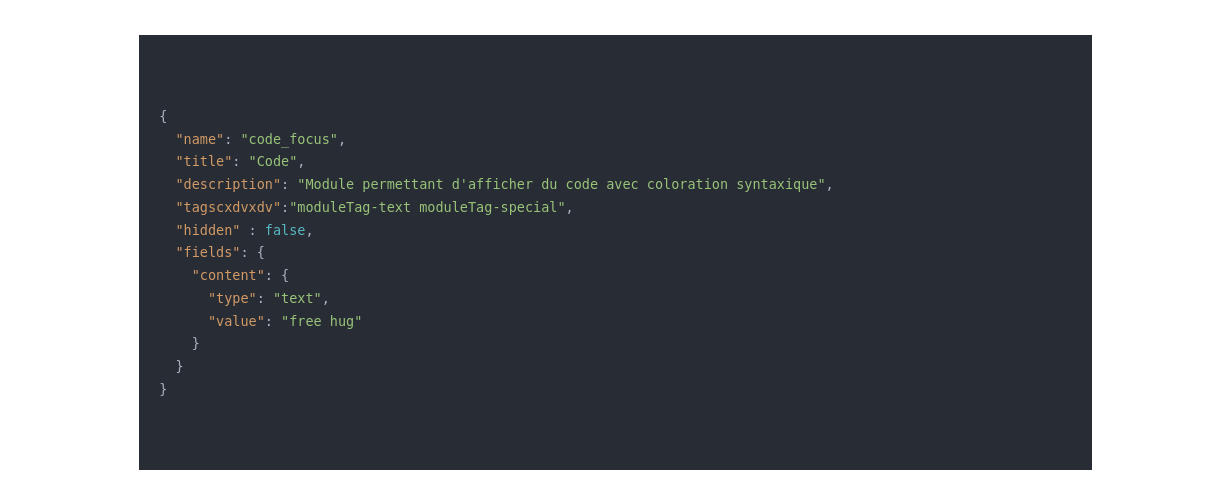 {
  "name": "code_focus",
  "title": "Code",
  "description": "Module permettant d'afficher du code avec coloration syntaxique",
  "tagscxdvxdv":"moduleTag-text moduleTag-special",
  "hidden" : false,
  "fields": {
    "content": {
      "type": "text",
      "value": "free hug"
    }
  }
}